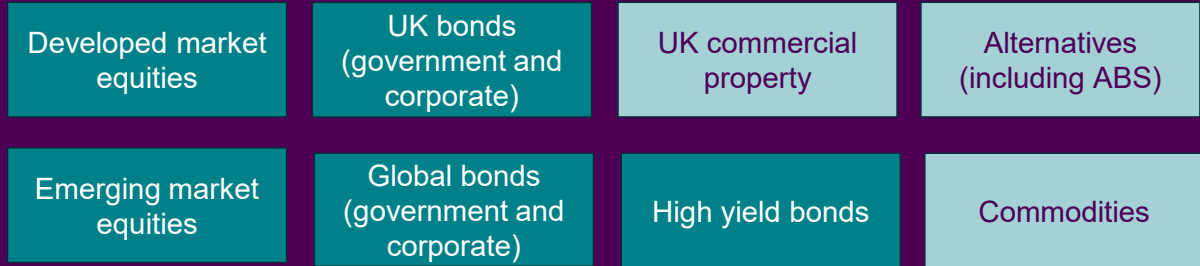 Developed market
equities
UK bonds
(government and
corporate)
UK commercial
property
Alternatives
(including ABS)
Emerging market
equities
Global bonds
(government and
corporate)
High yield bonds
Commodities